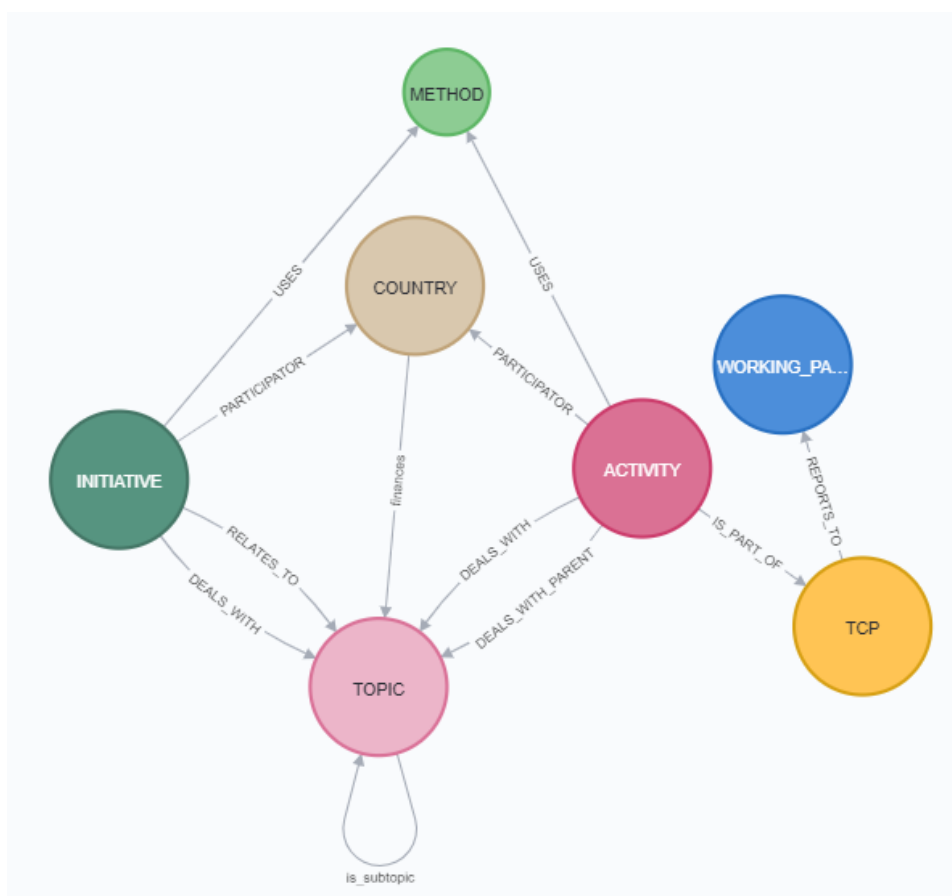 METHOD
USES
USES
COUNTRY
PARTICIPATOR
PARTICIPATOR
WORKING_PA...
finances
INITIATIVE
ACTIVITY
REPORTS_TO
RELATES_TO
DEALS_WITH
IS_PART_OF
DEALS_WITH
DEALS_WITH_PARENT
TCP
TOPIC
is_subtopic